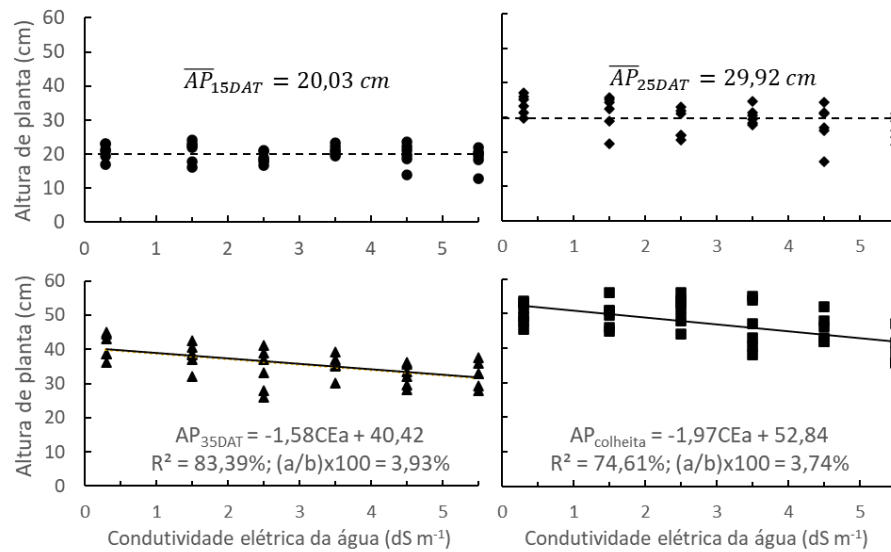 Altura de planta (cm)
60
50
40
30
20
10
0
AP15DAT = 20,03 cm
0 1 2 3 4 5
AP25DAT = 29,92 cm
0 1 2 3 4 5
Altura de planta (cm)
60
50
40
30
20
10
0
AP35DAT = -1,58CEa + 40,42
R² = 83,39%; (a/b)x100 = 3,93%
0 1 2 3 4 5
Condutividade elétrica da água (dS m⁻¹)
APcolheita = -1,97CEa + 52,84
R² = 74,61%; (a/b)x100 = 3,74%
0 1 2 3 4 5
Condutividade elétrica da água (dS m⁻¹)